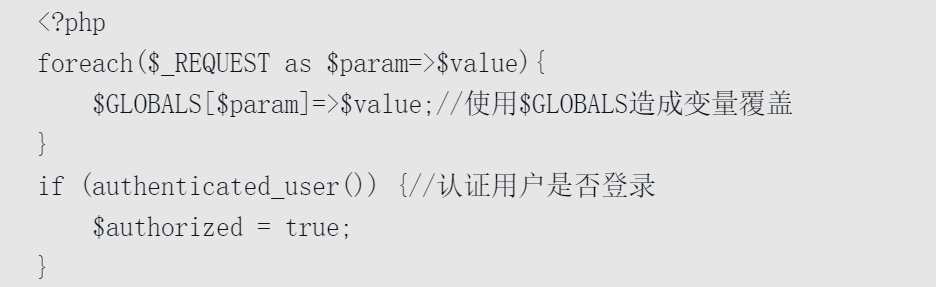 <?php
foreach($_REQUEST as $param=>$value){
    $GLOBALS[$param]=>$value;//使用$GLOBALS造成变量覆盖
}
if (authenticated_user()) {//认证用户是否登录
    $authorized = true;
}